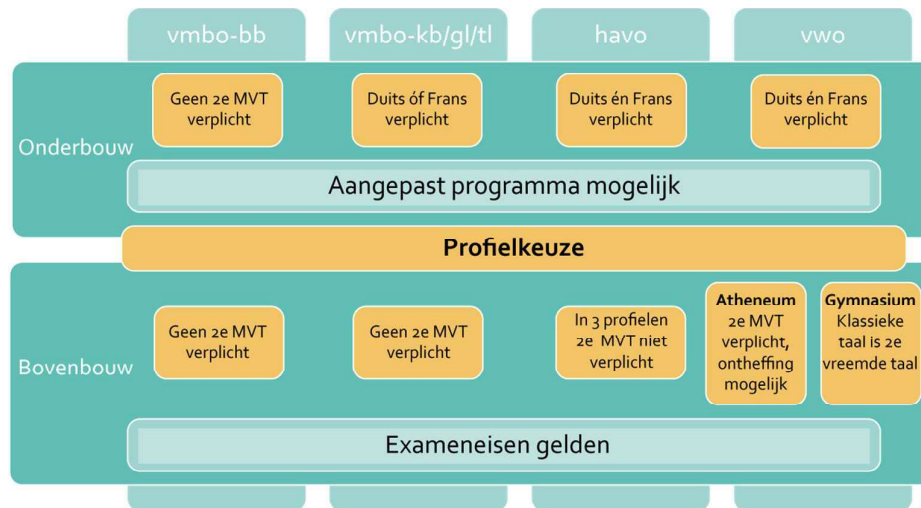 vmbo-bb
vmbo-kb/gl/tl
havo
vwo
Onderbouw
Geen 2e MVT
verplicht
Duits óf Frans
verplicht
Duits én Frans
verplicht
Duits én Frans
verplicht
Aangepast programma mogelijk
Profielkeuze
Bovenbouw
Geen 2e MVT
verplicht
Geen 2e MVT
verplicht
In 3 profielen
2e MVT niet
verplicht
Atheneum
2e MVT
verplicht,
ontheffing
mogelijk
Gymnasium
Klassieke
taal is 2e
vreemde taal
Exameneisen gelden